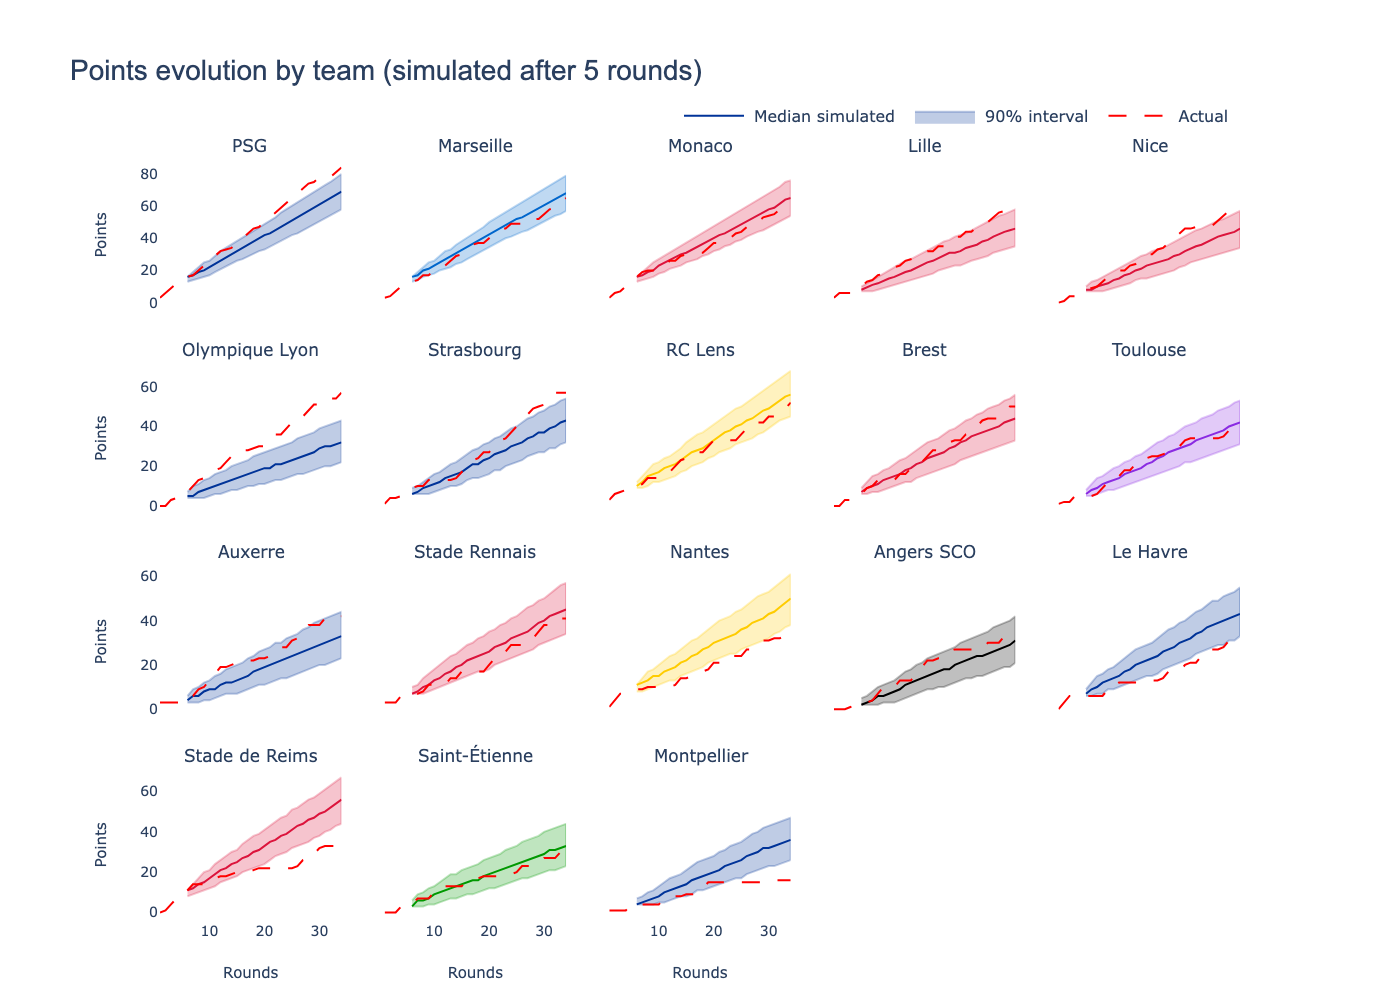 Points evolution by team (simulated after 5 rounds)
Median simulated 90% interval Actual
PSG Marseille Monaco Lille Nice
80
60
40
20
0
Points
Olympique Lyon Strasbourg RC Lens Brest Toulouse
60
40
20
0
Points
Auxerre Stade Rennais Nantes Angers SCO Le Havre
60
40
20
0
Points
Stade de Reims Saint-Étienne Montpellier
60
40
20
0
Points
10 20 30 10 20 30 10 20 30
Rounds Rounds Rounds